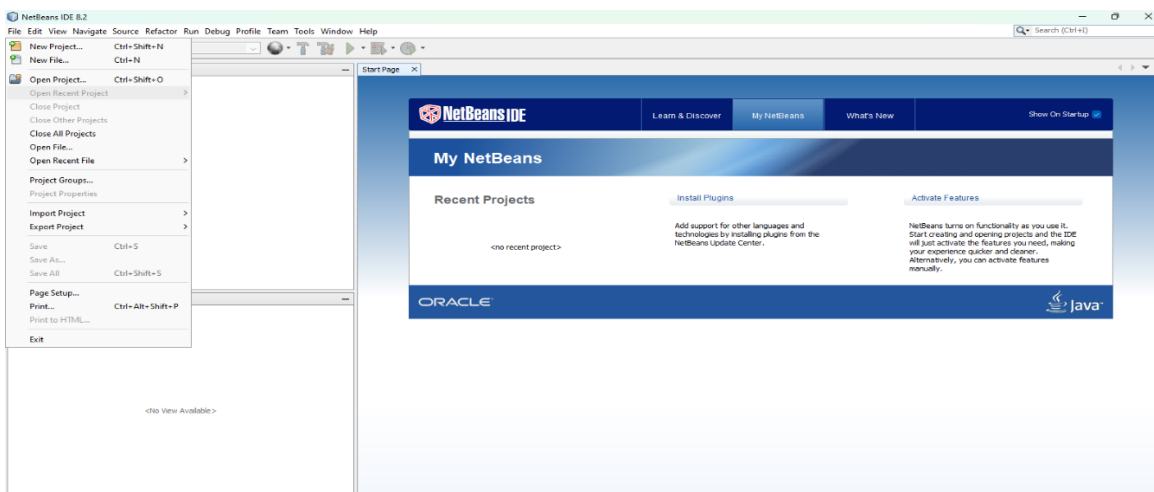 NetBeans IDE 8.2
File Edit View Navigate Source Refactor Run Debug Profile Team Tools Window Help
Search (Ctrl+I)
New Project... Ctrl+Shift+N
New File... Ctrl+N
Open Project... Ctrl+Shift+O
Open Recent Project
Close Project
Close Other Projects
Close All Projects
Open File...
Open Recent File
Project Groups...
Project Properties
Import Project
Export Project
Save Ctrl+S
Save As...
Save All Ctrl+Shift+S
Page Setup...
Print... Ctrl+Alt+Shift+P
Print to HTML...
Exit
<No View Available>
Start Page
NetBeans IDE
Learn & Discover
My NetBeans
What's New
Show On Startup
My NetBeans
Recent Projects
<no recent project>
Install Plugins
Add support for other languages and
technologies by installing plugins from the
NetBeans Update Center.
Activate Features
NetBeans turns on functionality as you use it.
Start creating and opening projects and the IDE
will just activate the features you need, making
your experience quicker and cleaner.
Alternatively, you can activate features
manually.
ORACLE
Java